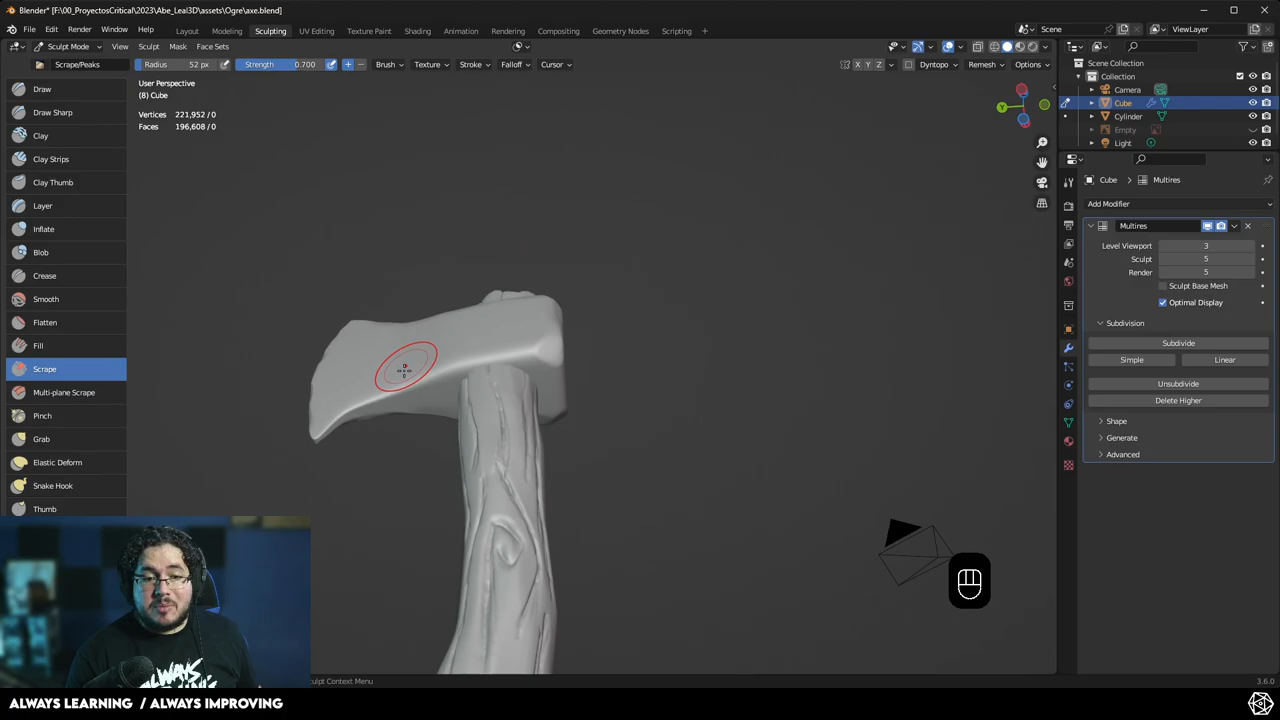 Blender* [F:\00_ProyectosCritical\2023\Abe_Leal3D\assets\Ogre\axe.blend]
File Edit Render Window Help
Layout Modeling Sculpting UV Editing Texture Paint Shading Animation Compositing Rendering Geometry Nodes Scripting +
Scene
ViewLayer
Sculpt Mode View Sculpt Mask Face Sets
Scrape/Peaks Radius 52 px Strength 0.700 Brush Texture Stroke Falloff Cursor X Y Z Dyntopo Remesh Options
Draw
Draw Sharp
Clay
Clay Strips
Clay Thumb
Layer
Inflate
Blob
Crease
Smooth
Flatten
Fill
Scrape
Multi-plane Scrape
Pinch
Grab
Elastic Deform
Snake Hook
Thumb
User Perspective
(8) Cube
Vertices 221,952 / 0
Faces 196,608 / 0
Y
Scene Collection
Collection
Camera
Cube
Cylinder
Empty
Light
Cube > Multires
Add Modifier
Multires
Level Viewport 3
Sculpt 5
Render 5
Sculpt Base Mesh
Optimal Display
Subdivision
Subdivide
Simple Linear
Unsubdivide
Delete Higher
Shape
Generate
Advanced
ALWAYS
Sculpt Context Menu
3.6.0
ALWAYS LEARNING / ALWAYS IMPROVING